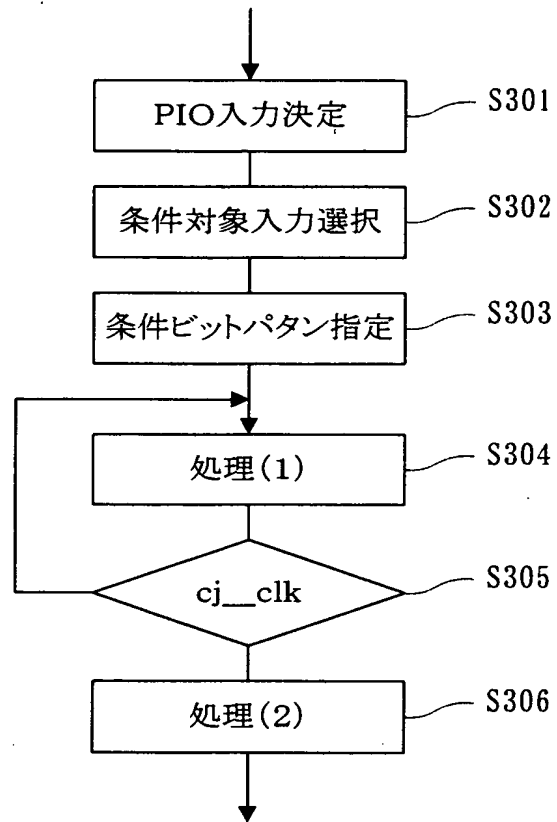 PIO入力決定
S301
条件対象入力選択
S302
条件ビットパタン指定
S303
処理(1)
S304
cj__clk
S305
処理(2)
S306